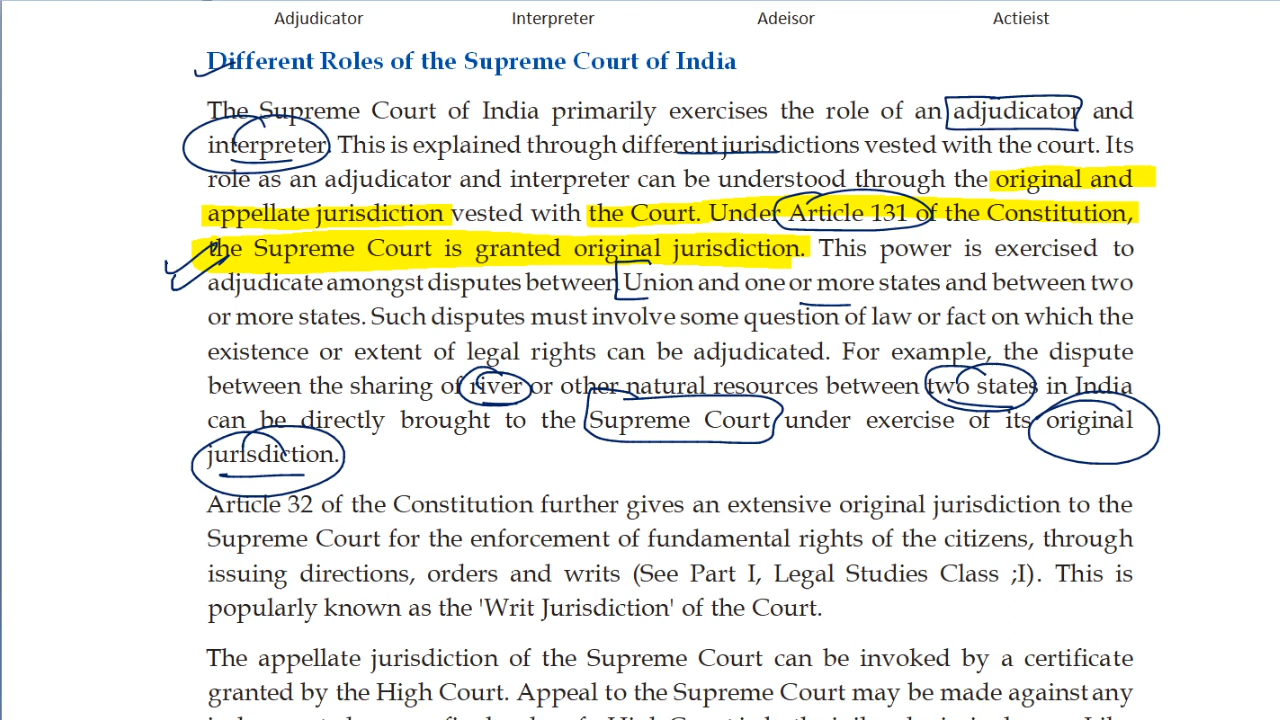 Adjudicator Interpreter Adeisor Actieist
Different Roles of the Supreme Court of India
The Supreme Court of India primarily exercises the role of an adjudicator and
interpreter. This is explained through different jurisdictions vested with the court. Its
role as an adjudicator and interpreter can be understood through the original and
appellate jurisdiction vested with the Court. Under Article 131 of the Constitution,
the Supreme Court is granted original jurisdiction. This power is exercised to
adjudicate amongst disputes between Union and one or more states and between two
or more states. Such disputes must involve some question of law or fact on which the
existence or extent of legal rights can be adjudicated. For example, the dispute
between the sharing of river or other natural resources between two states in India
can be directly brought to the Supreme Court under exercise of its original
jurlsdiction.
Article 32 of the Constitution further gives an extensive original jurisdiction to the
Supreme Court for the enforcement of fundamental rights of the citizens, through
issuing directions, orders and writs (See Part I, Legal Studies Class ;I). This is
popularly known as the 'Writ Jurisdiction' of the Court.
The appellate jurisdiction of the Supreme Court can be invoked by a certificate
granted by the High Court. Appeal to the Supreme Court may be made against any